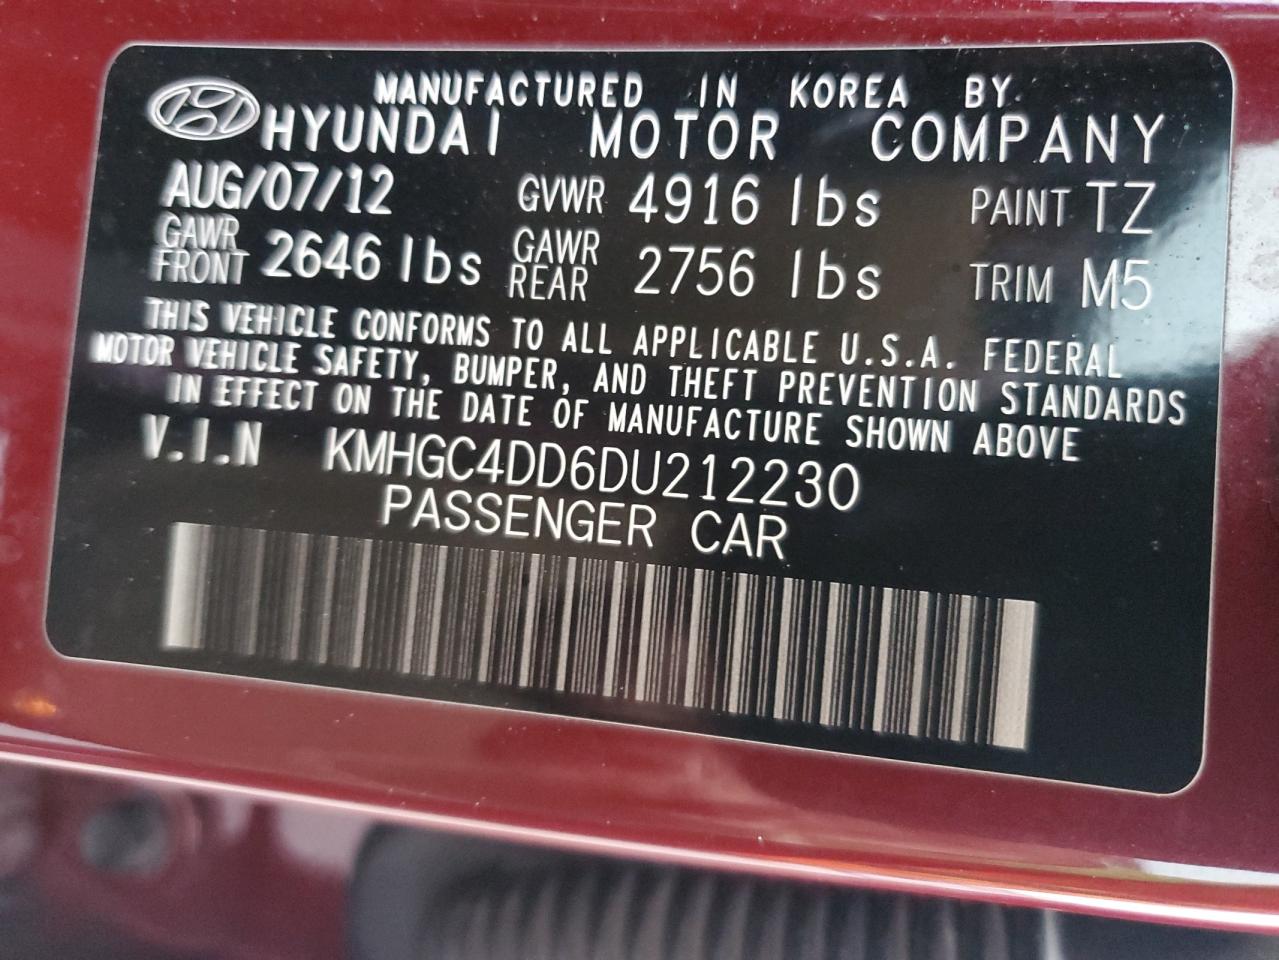 MANUFACTURED IN KOREA BY
HYUNDAI MOTOR COMPANY
AUG/07/12 GVWR 4916 lbs PAINT TZ
GAWR FRONT 2646 lbs GAWR REAR 2756 lbs TRIM M5
THIS VEHICLE CONFORMS TO ALL APPLICABLE U.S.A. FEDERAL
MOTOR VEHICLE SAFETY, BUMPER, AND THEFT PREVENTION STANDARDS
IN EFFECT ON THE DATE OF MANUFACTURE SHOWN ABOVE
V.I.N KMHGC4DD6DU212230
PASSENGER CAR